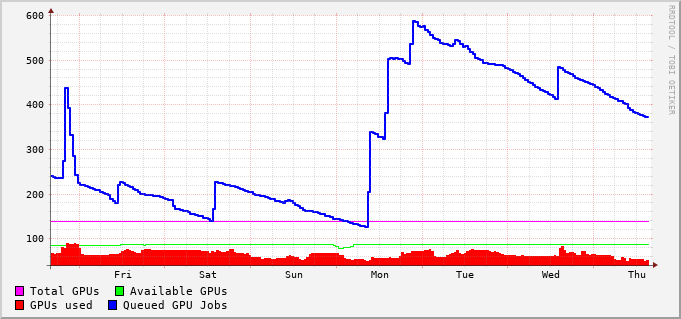 600
500
400
300
200
100
Fri Sat Sun Mon Tue Wed Thu
Total GPUs Available GPUs
GPUs used Queued GPU Jobs
RRDTOOL / TOBI OETIKER